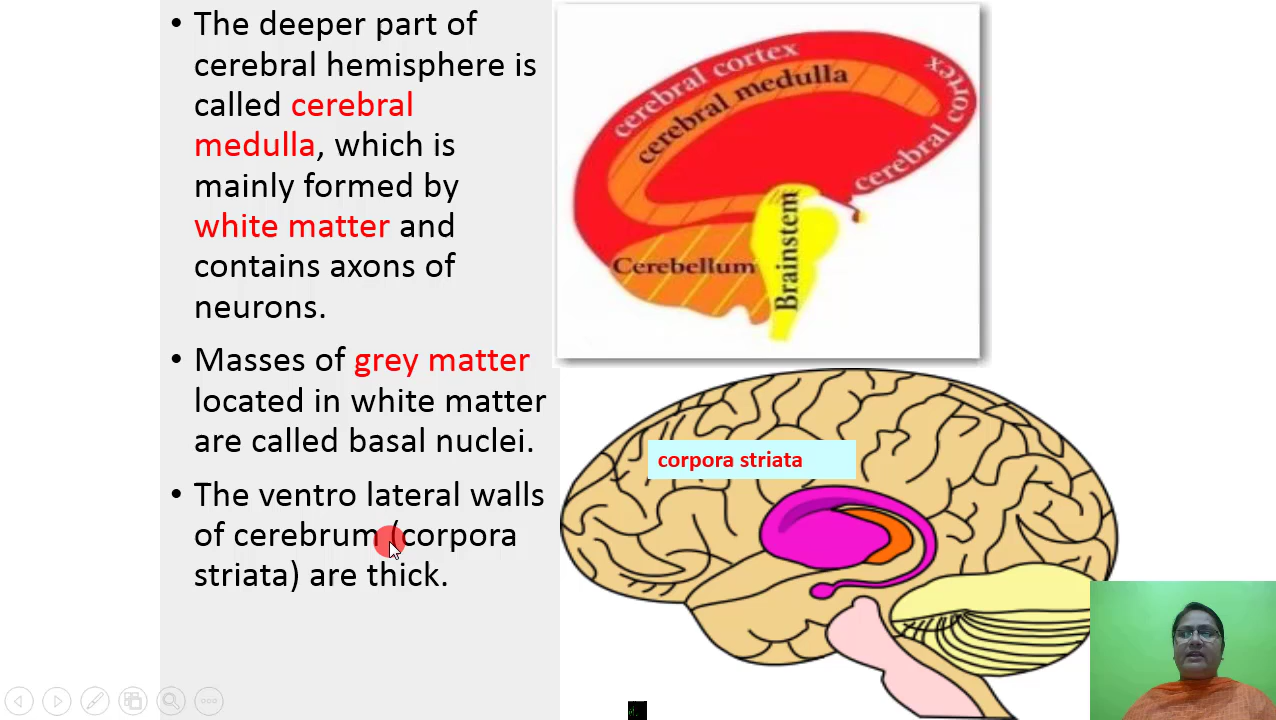 • The deeper part of
cerebral hemisphere is
called cerebral
medulla, which is
mainly formed by
white matter and
contains axons of
neurons.
• Masses of grey matter
located in white matter
are called basal nuclei.
• The ventro lateral walls
of cerebrum (corpora
striata) are thick.
cerebral cortex
cerebral cortex
cerebral medulla
Cerebellum
Brainstem
corpora striata